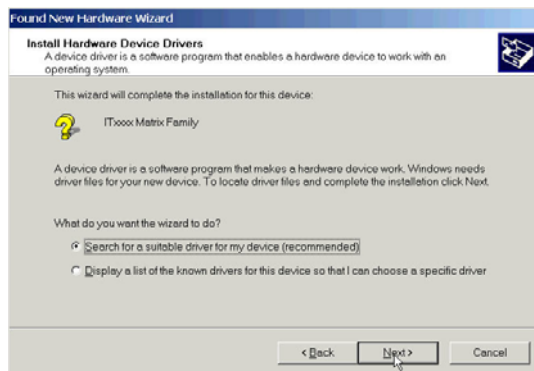 Found New Hardware Wizard
Install Hardware Device Drivers
A device driver is a software program that enables a hardware device to work with an
operating system.
This wizard will complete the installation for this device:
ITxxxx Matrix Family
A device driver is a software program that makes a hardware device work. Windows needs
driver files for your new device. To locate driver files and complete the installation click Next.
What do you want the wizard to do?
Search for a suitable driver for my device (recommended)
Display a list of the known drivers for this device so that I can choose a specific driver
< Back
Next >
Cancel